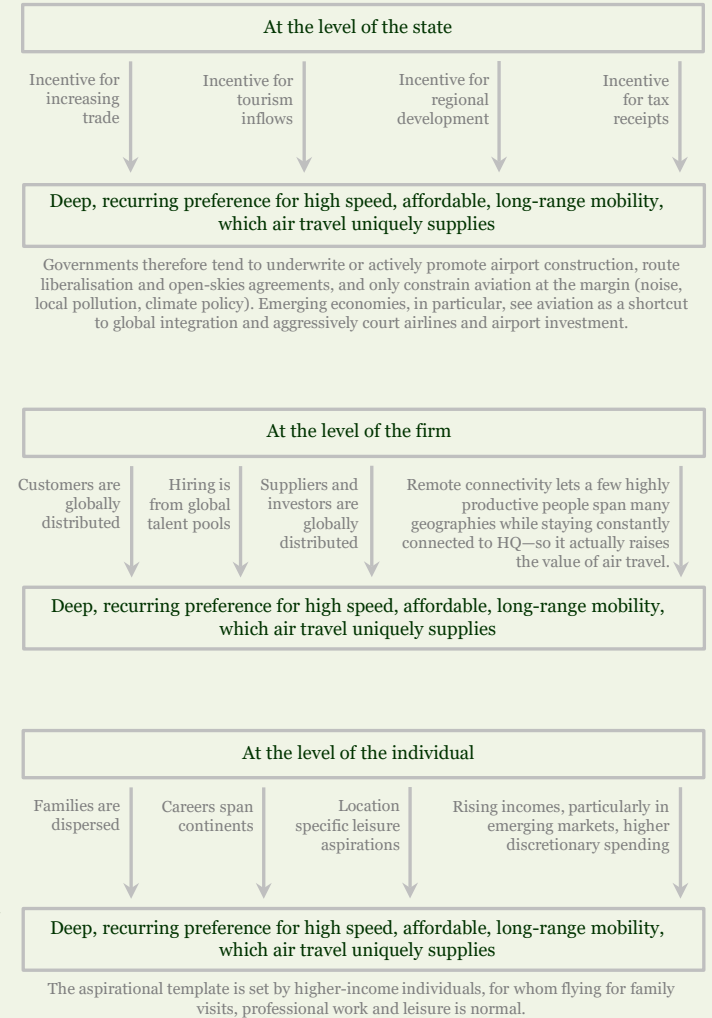 At the level of the state
Incentive for
increasing
trade
Incentive for
tourism
inflows
Incentive for
regional
development
Incentive
for tax
receipts
Deep, recurring preference for high speed, affordable, long-range mobility,
which air travel uniquely supplies
Governments therefore tend to underwrite or actively promote airport construction, route
liberalisation and open-skies agreements, and only constrain aviation at the margin (noise,
local pollution, climate policy). Emerging economies, in particular, see aviation as a shortcut
to global integration and aggressively court airlines and airport investment.
At the level of the firm
Customers are
globally
distributed
Hiring is
from global
talent pools
Suppliers and
investors are
globally
distributed
Remote connectivity lets a few highly
productive people span many
geographies while staying constantly
connected to HQ—so it actually raises
the value of air travel.
Deep, recurring preference for high speed, affordable, long-range mobility,
which air travel uniquely supplies
At the level of the individual
Families are
dispersed
Careers span
continents
Location
specific leisure
aspirations
Rising incomes, particularly in
emerging markets, higher
discretionary spending
Deep, recurring preference for high speed, affordable, long-range mobility,
which air travel uniquely supplies
The aspirational template is set by higher-income individuals, for whom flying for family
visits, professional work and leisure is normal.